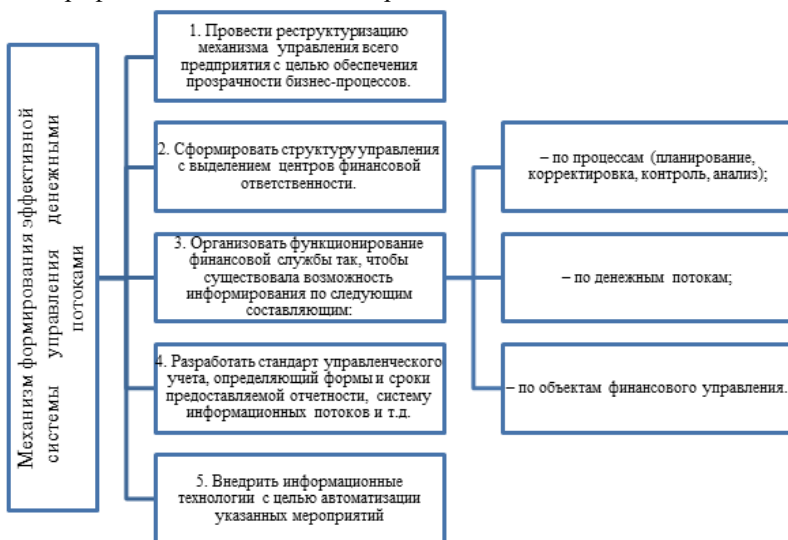 Механизм формирования эффективной
системы управления денежными
потоками
1. Провести реструктуризацию
механизма управления всего
предприятия с целью обеспечения
прозрачности бизнес-процессов.
2. Сформировать структуру управления
с выделением центров финансовой
ответственности.
3. Организовать функционирование
финансовой службы так, чтобы
существовала возможность
информирования по следующим
составляющим:
– по процессам (планирование,
корректировка, контроль, анализ);
– по денежным потокам;
– по объектам финансового управления.
4. Разработать стандарт управленческого
учета, определяющий формы и сроки
предоставляемой отчетности, систему
информационных потоков и т.д.
5. Внедрить информационные
технологии с целью автоматизации
указанных мероприятий